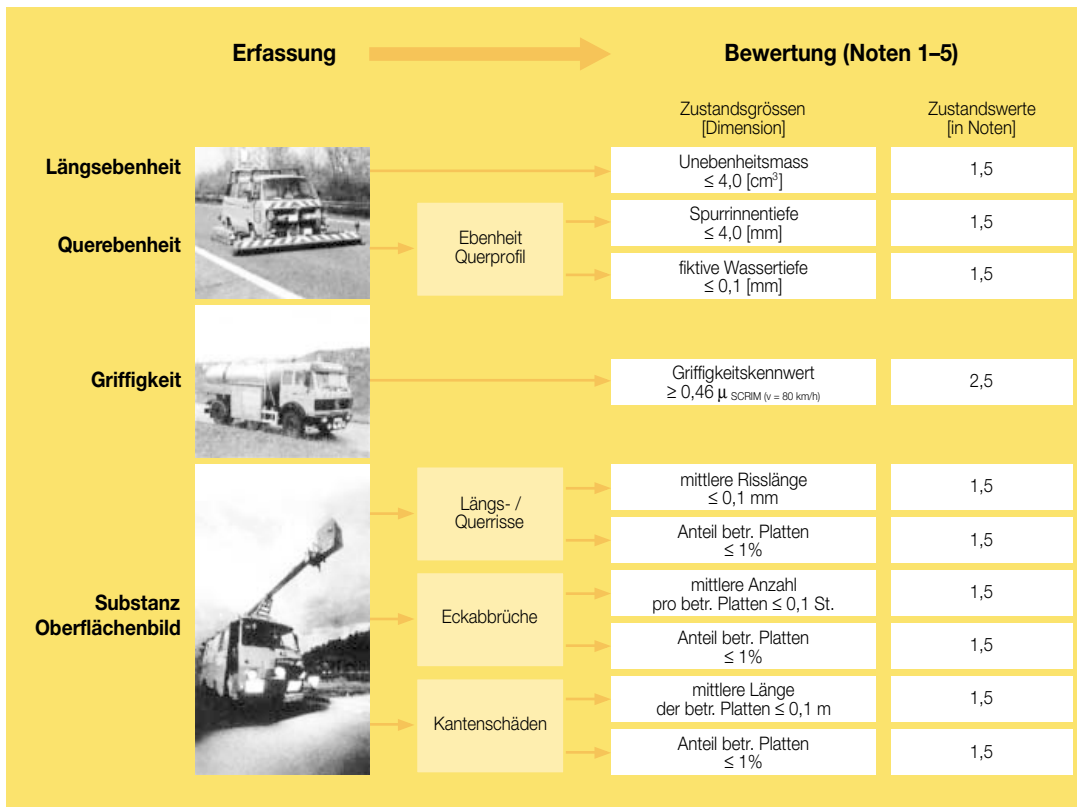 Erfassung
Bewertung (Noten 1–5)
Zustandsgrössen
[Dimension]
Zustandswerte
[in Noten]
Längsebenheit
Unebenheitsmass
≤ 4,0 [cm³]
1,5
Querebenheit
Ebenheit
Querprofil
Spurrinnentiefe
≤ 4,0 [mm]
1,5
fiktive Wassertiefe
≤ 0,1 [mm]
1,5
Griffigkeit
Griffigkeitskennwert
≥ 0,46 µ SCRIM (v = 80 km/h)
2,5
Substanz
Oberflächenbild
Längs- /
Querrisse
mittlere Risslänge
≤ 0,1 mm
1,5
Anteil betr. Platten
≤ 1%
1,5
Eckabbrüche
mittlere Anzahl
pro betr. Platten ≤ 0,1 St.
1,5
Anteil betr. Platten
≤ 1%
1,5
Kantenschäden
mittlere Länge
der betr. Platten ≤ 0,1 m
1,5
Anteil betr. Platten
≤ 1%
1,5